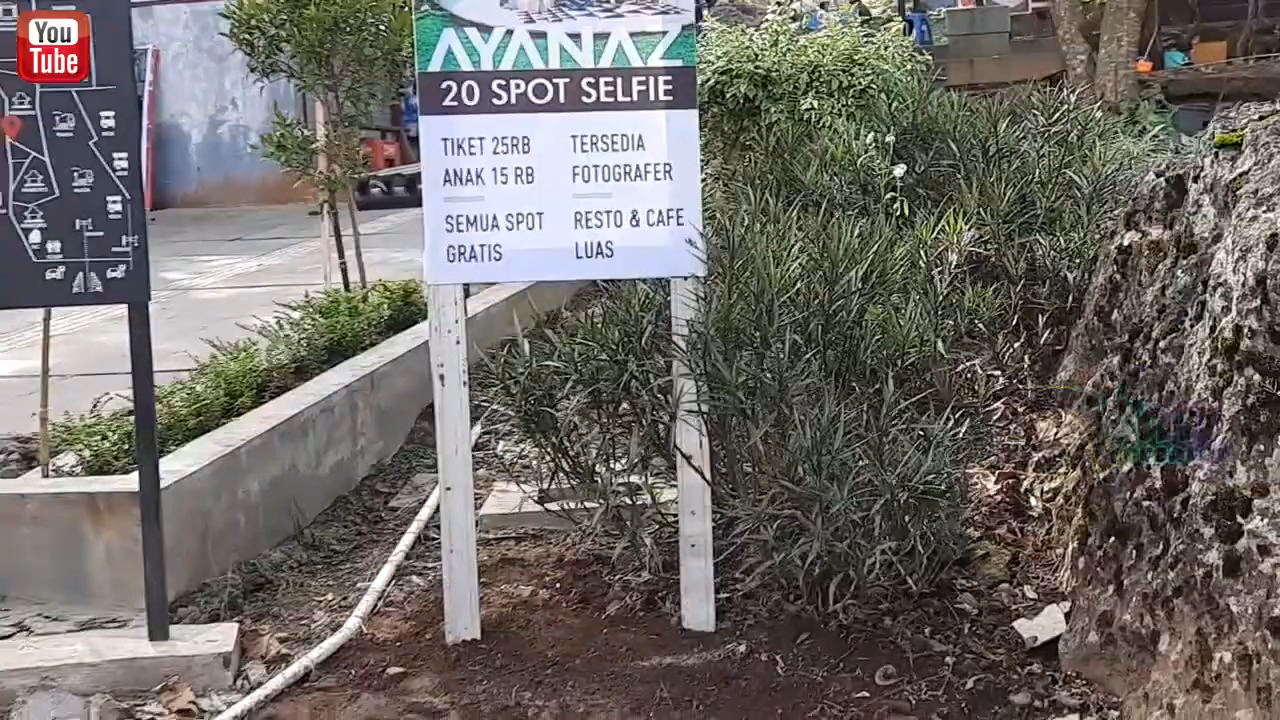 You
Tube
AYANAZ
20 SPOT SELFIE
TIKET 25RB
ANAK 15 RB
SEMUA SPOT
GRATIS
TERSEDIA
FOTOGRAFER
RESTO & CAFE
LUAS